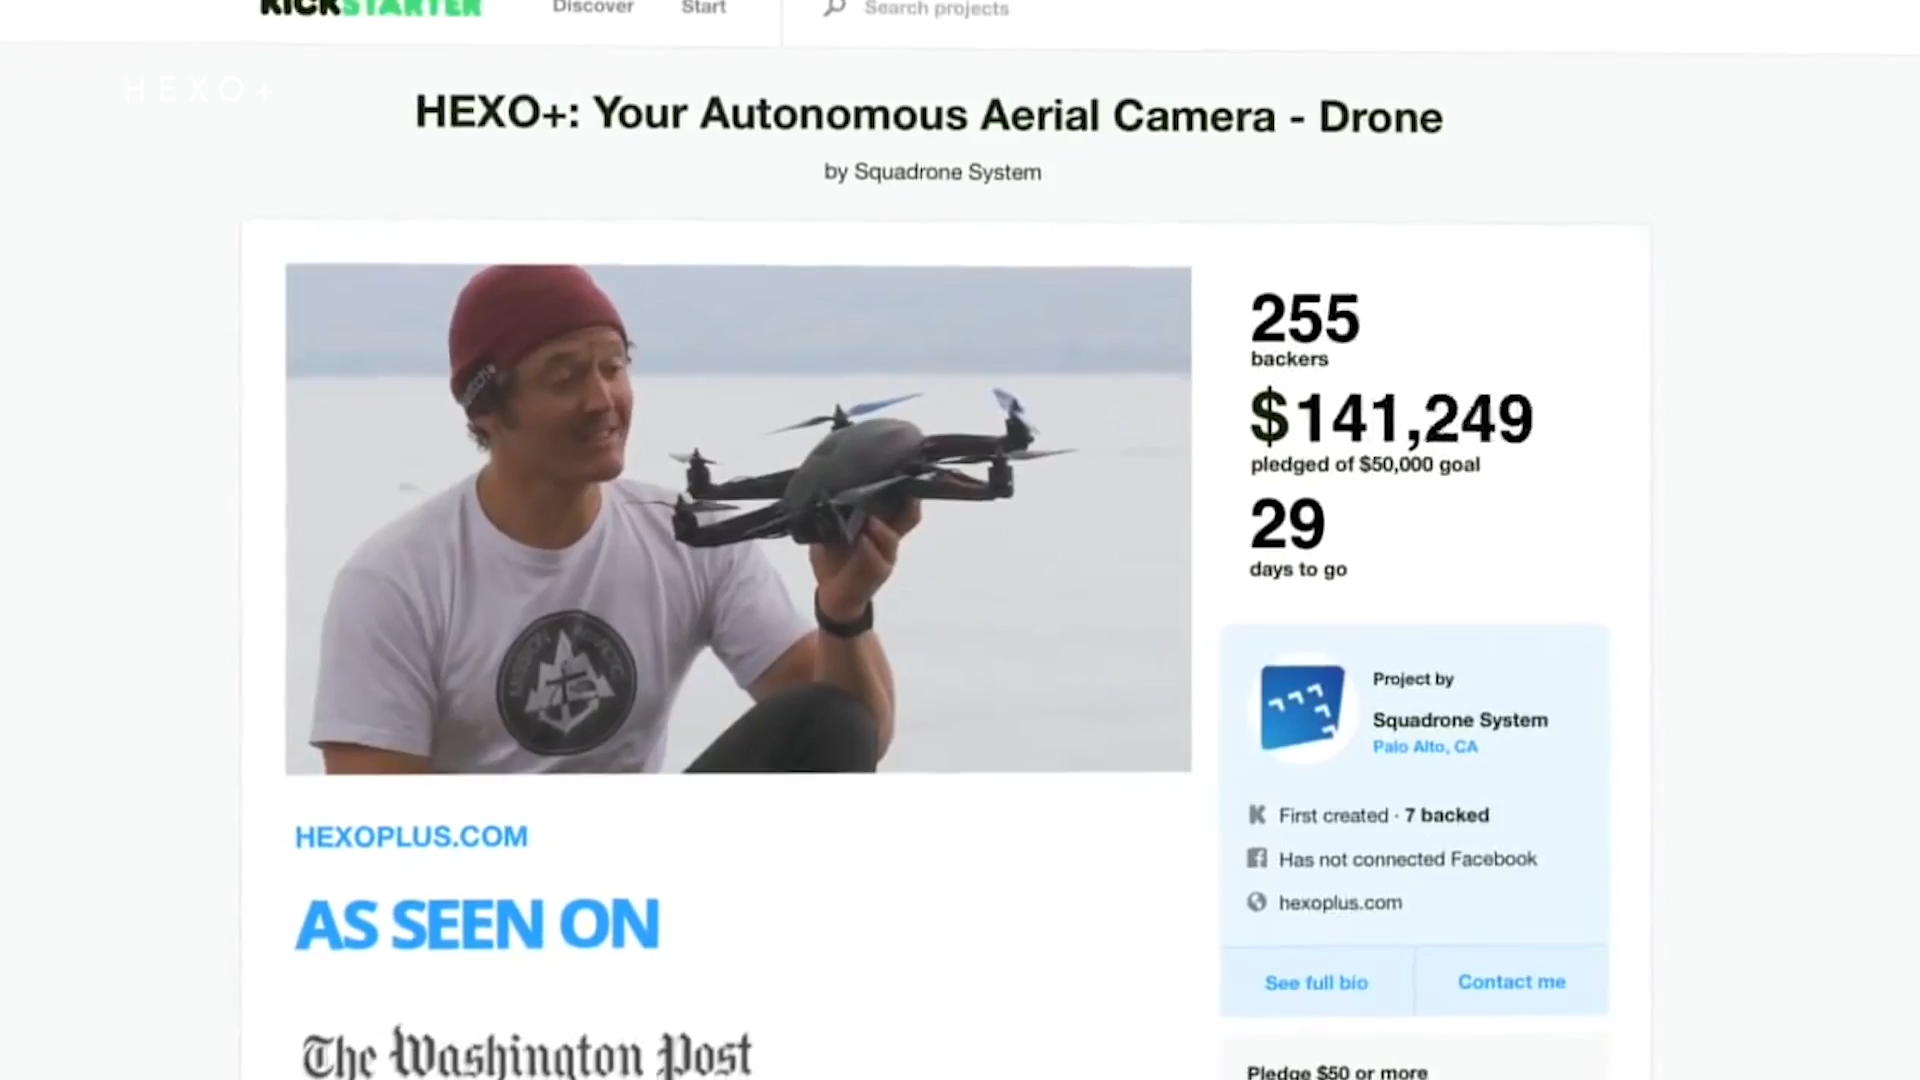 KICKSTARTER Discover Start Search projects
HEXO+
HEXO+: Your Autonomous Aerial Camera - Drone
by Squadrone System
255
backers
$141,249
pledged of $50,000 goal
29
days to go
Project by
Squadrone System
Palo Alto, CA
First created · 7 backed
Has not connected Facebook
hexoplus.com
See full bio
Contact me
Pledge $50 or more
HEXOPLUS.COM
AS SEEN ON
The Washington Post